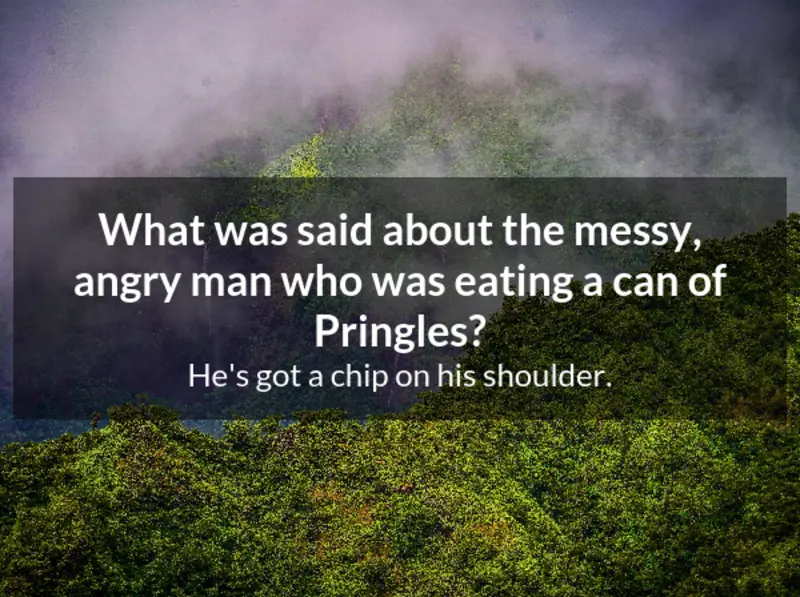 What was said about the messy,
angry man who was eating a can of
Pringles?
He's got a chip on his shoulder.